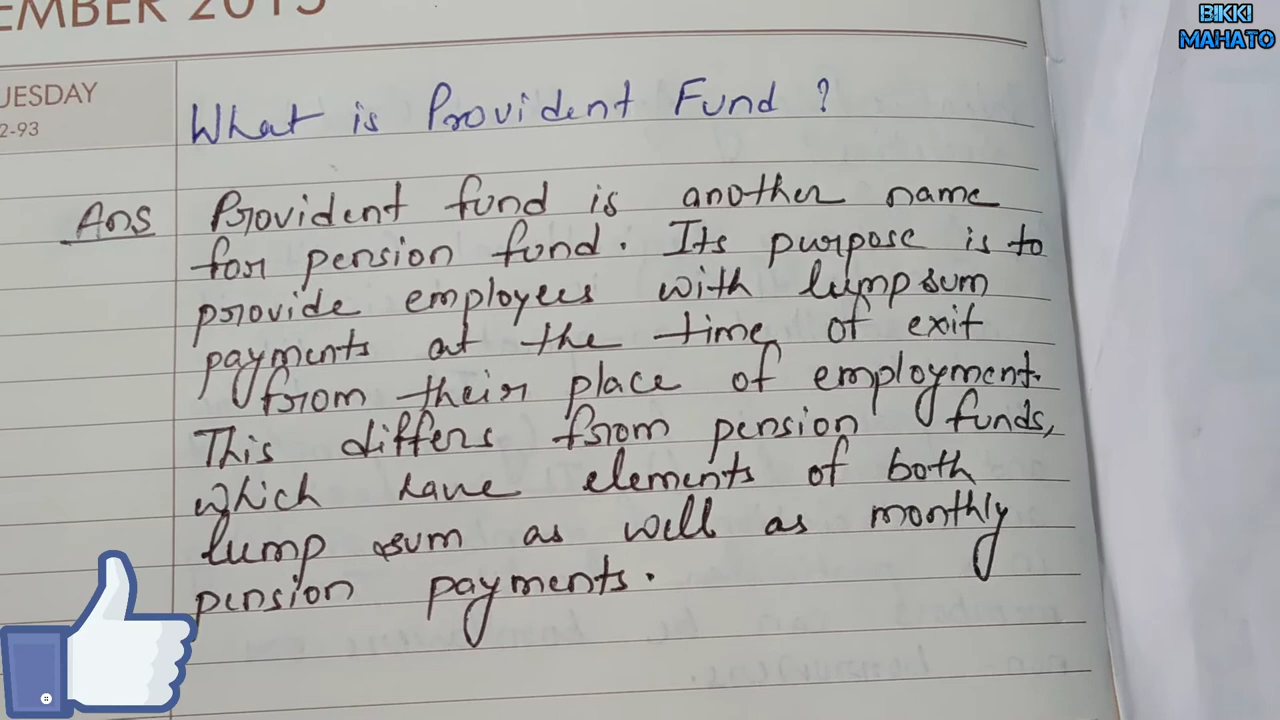 EMBER 2015
BIKKI
MAHATO
UESDAY
2-93
What is Provident Fund ?
Ans Provident fund is another name
for pension fund. Its purpose is to
provide employees with lumpsum
payments at the time of exit
from their place of employment.
This differs from pension funds,
which have elements of both
lump sum as well as monthly
pension payments.